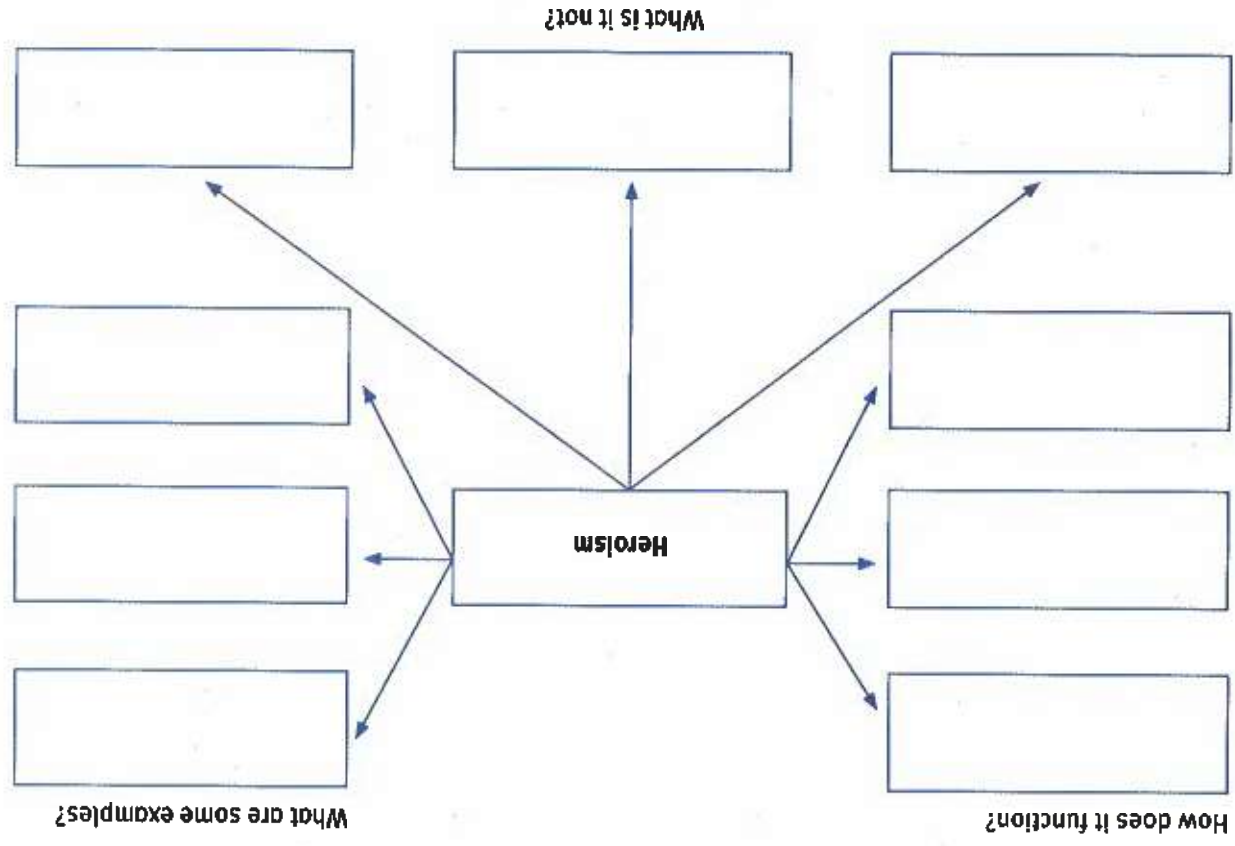 How does it function?
What are some examples?
Heroism
What is it not?